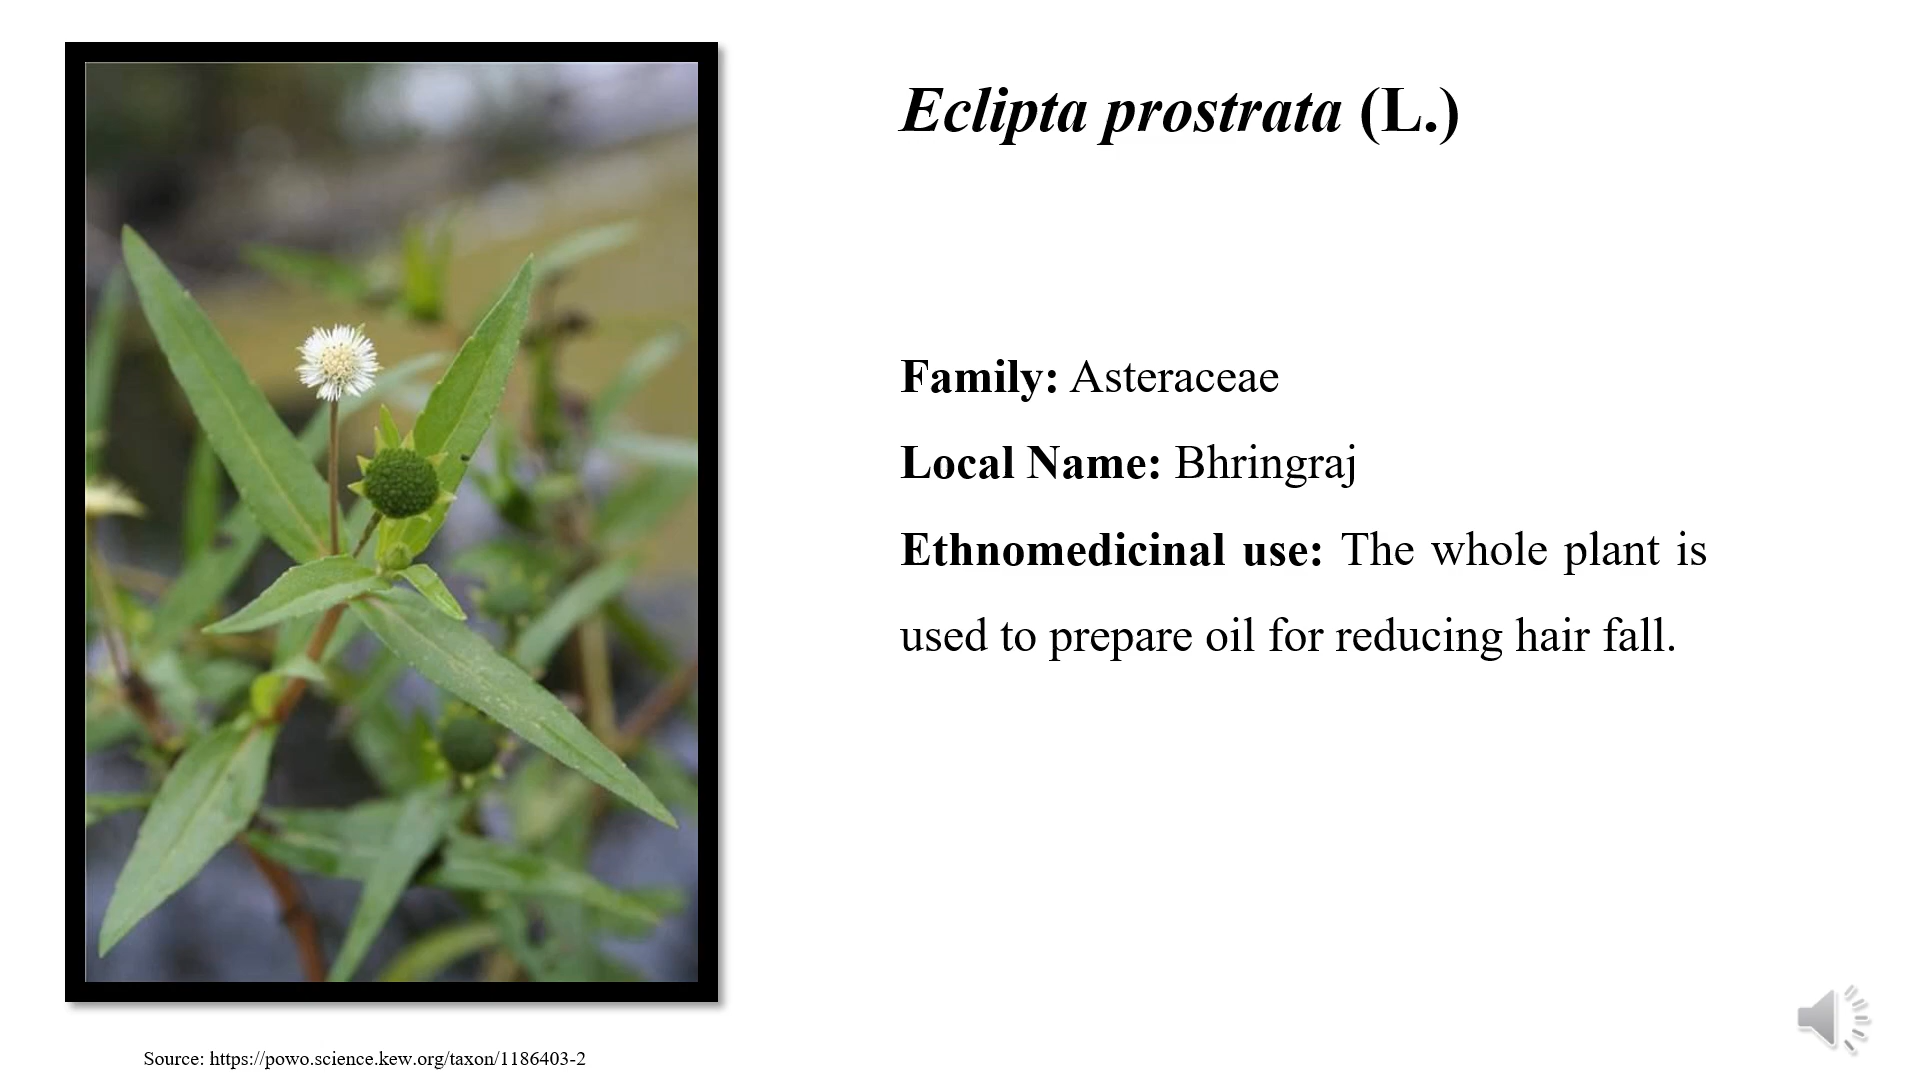 Eclipta prostrata (L.)
Family: Asteraceae
Local Name: Bhringraj
Ethnomedicinal use: The whole plant is
used to prepare oil for reducing hair fall.
Source: https://powo.science.kew.org/taxon/1186403-2